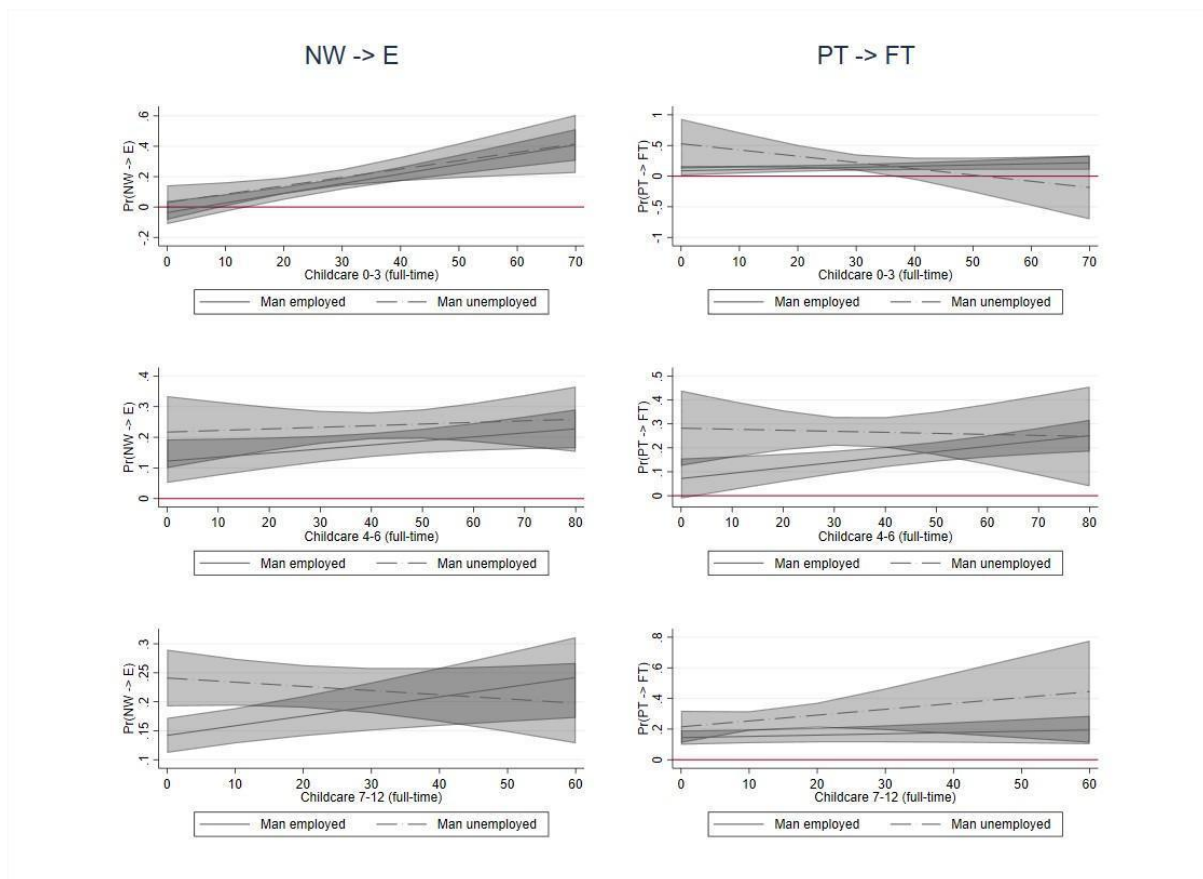 NW -> E
PT -> FT
Pr(NW -> E)
.6
.4
.2
0
-.2
0 10 20 30 40 50 60 70
Childcare 0-3 (full-time)
Man employed Man unemployed
Pr(PT -> FT)
1
.5
0
-.5
-1
0 10 20 30 40 50 60 70
Childcare 0-3 (full-time)
Man employed Man unemployed
Pr(NW -> E)
.4
.3
.2
.1
0
0 10 20 30 40 50 60 70 80
Childcare 4-6 (full-time)
Man employed Man unemployed
Pr(PT -> FT)
.5
.4
.3
.2
.1
0
0 10 20 30 40 50 60 70 80
Childcare 4-6 (full-time)
Man employed Man unemployed
Pr(NW -> E)
.3
.25
.2
.15
.1
0 10 20 30 40 50 60
Childcare 7-12 (full-time)
Man employed Man unemployed
Pr(PT -> FT)
.8
.6
.4
.2
0
0 10 20 30 40 50 60
Childcare 7-12 (full-time)
Man employed Man unemployed